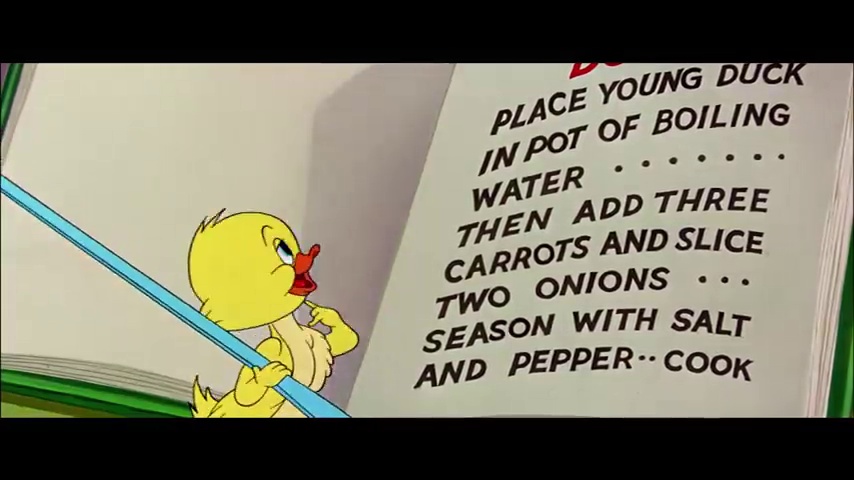 PLACE YOUNG DUCK
IN POT OF BOILING
WATER ········
THEN ADD THREE
CARROTS AND SLICE
TWO ONIONS ···
SEASON WITH SALT
AND PEPPER·· COOK